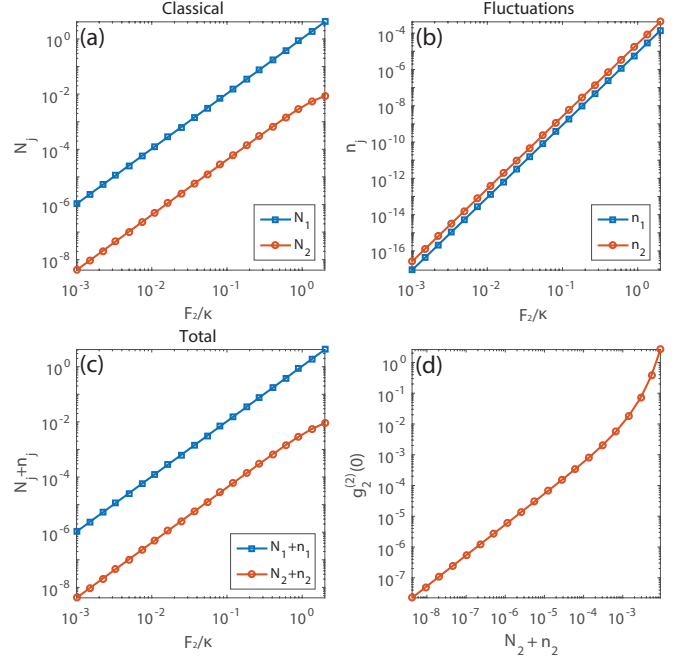 Classical
(a)
10^0
10^-2
10^-4
10^-6
10^-8
N_j
N_1
N_2
10^-3
10^-2
10^-1
10^0
F_2/κ
Fluctuations
(b)
10^-4
10^-6
10^-8
10^-10
10^-12
10^-14
10^-16
n_j
n_1
n_2
10^-3
10^-2
10^-1
10^0
F_2/κ
Total
(c)
10^0
10^-2
10^-4
10^-6
10^-8
N_j+n_j
N_1+n_1
N_2+n_2
10^-3
10^-2
10^-1
10^0
F_2/κ
(d)
10^0
10^-1
10^-2
10^-3
10^-4
10^-5
10^-6
10^-7
g_2^(2)(0)
10^-8
10^-7
10^-6
10^-5
10^-4
10^-3
N_2 + n_2